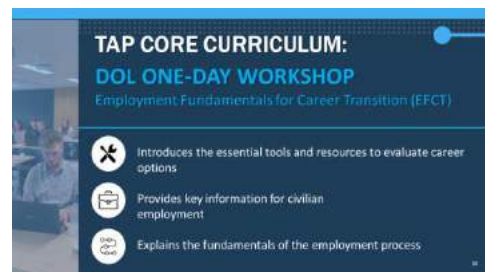 TAP CORE CURRICULUM:
DOL ONE-DAY WORKSHOP
Employment Fundamentals for Career Transition (EFCT)
Introduces the essential tools and resources to evaluate career
options
Provides key information for civilian
employment
Explains the fundamentals of the employment process